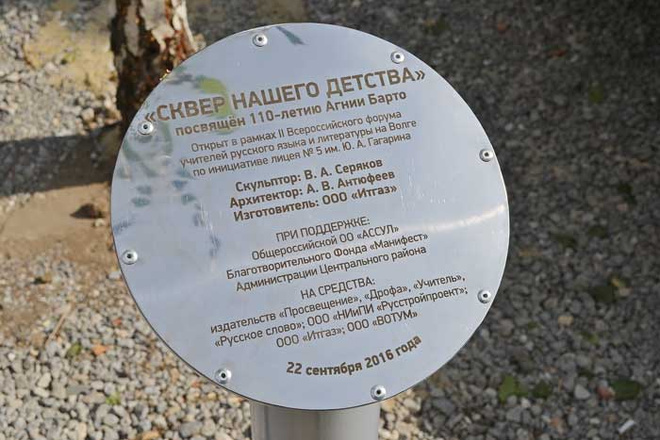 «СКВЕР НАШЕГО ДЕТСТВА»
посвящён 110-летию Агнии Барто
Открыт в рамках II Всероссийского форума
учителей русского языка и литературы на Волге
по инициативе лицея № 5 им. Ю. А. Гагарина
Скульптор: В. А. Серяков
Архитектор: А. В. Антюфеев
Изготовитель: ООО «Итгаз»
ПРИ ПОДДЕРЖКЕ:
Общероссийской ОО «АССУЛ»
Благотворительного Фонда «Манифест»
Администрации Центрального района
НА СРЕДСТВА:
издательств «Просвещение», «Дрофа», «Учитель»,
«Русское слово»; ООО «НИиПИ «Русстройпроект»;
ООО «Итгаз»; ООО «ВОТУМ»
22 сентября 2016 года